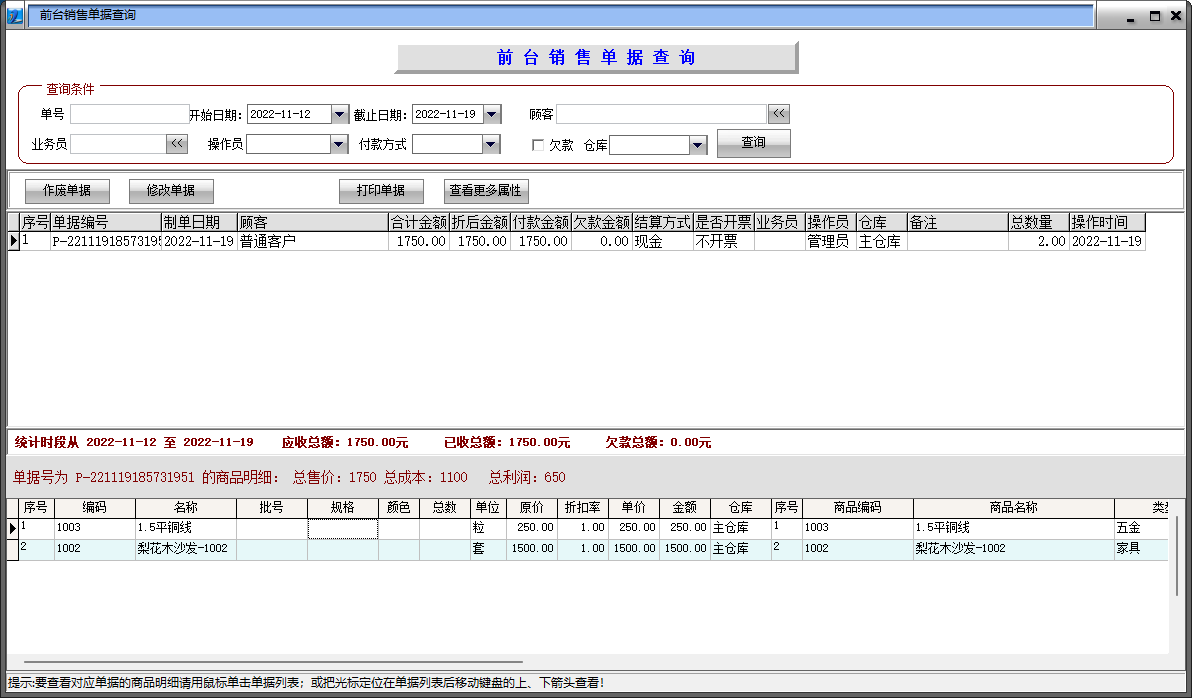 前台销售单据查询
前台销售单据查询
查询条件
单号 开始日期: 2022-11-12 截止日期: 2022-11-19 顾客 <<
业务员 << 操作员 付款方式 欠款 仓库 查询
作废单据 修改单据 打印单据 查看更多属性
序号 单据编号 制单日期 顾客 合计金额 折后金额 付款金额 欠款金额 结算方式 是否开票 业务员 操作员 仓库 备注 总数量 操作时间
1 P-22111918573195 2022-11-19 普通客户 1750.00 1750.00 1750.00 0.00 现金 不开票 管理员 主仓库 2.00 2022-11-19
统计时段从 2022-11-12 至 2022-11-19 应收总额: 1750.00元 已收总额: 1750.00元 欠款总额: 0.00元
单据号为 P-221119185731951 的商品明细: 总售价: 1750 总成本: 1100 总利润: 650
序号 编码 名称 批号 规格 颜色 总数 单位 原价 折扣率 单价 金额 仓库 序号 商品编码 商品名称 类
1 1003 1.5平铜线 粒 250.00 1.00 250.00 250.00 主仓库 1 1003 1.5平铜线 五金
2 1002 梨花木沙发-1002 套 1500.00 1.00 1500.00 1500.00 主仓库 2 1002 梨花木沙发-1002 家具
提示:要查看对应单据的商品明细请用鼠标单击单据列表; 或把光标定位在单据列表后移动键盘的上、下箭头查看!